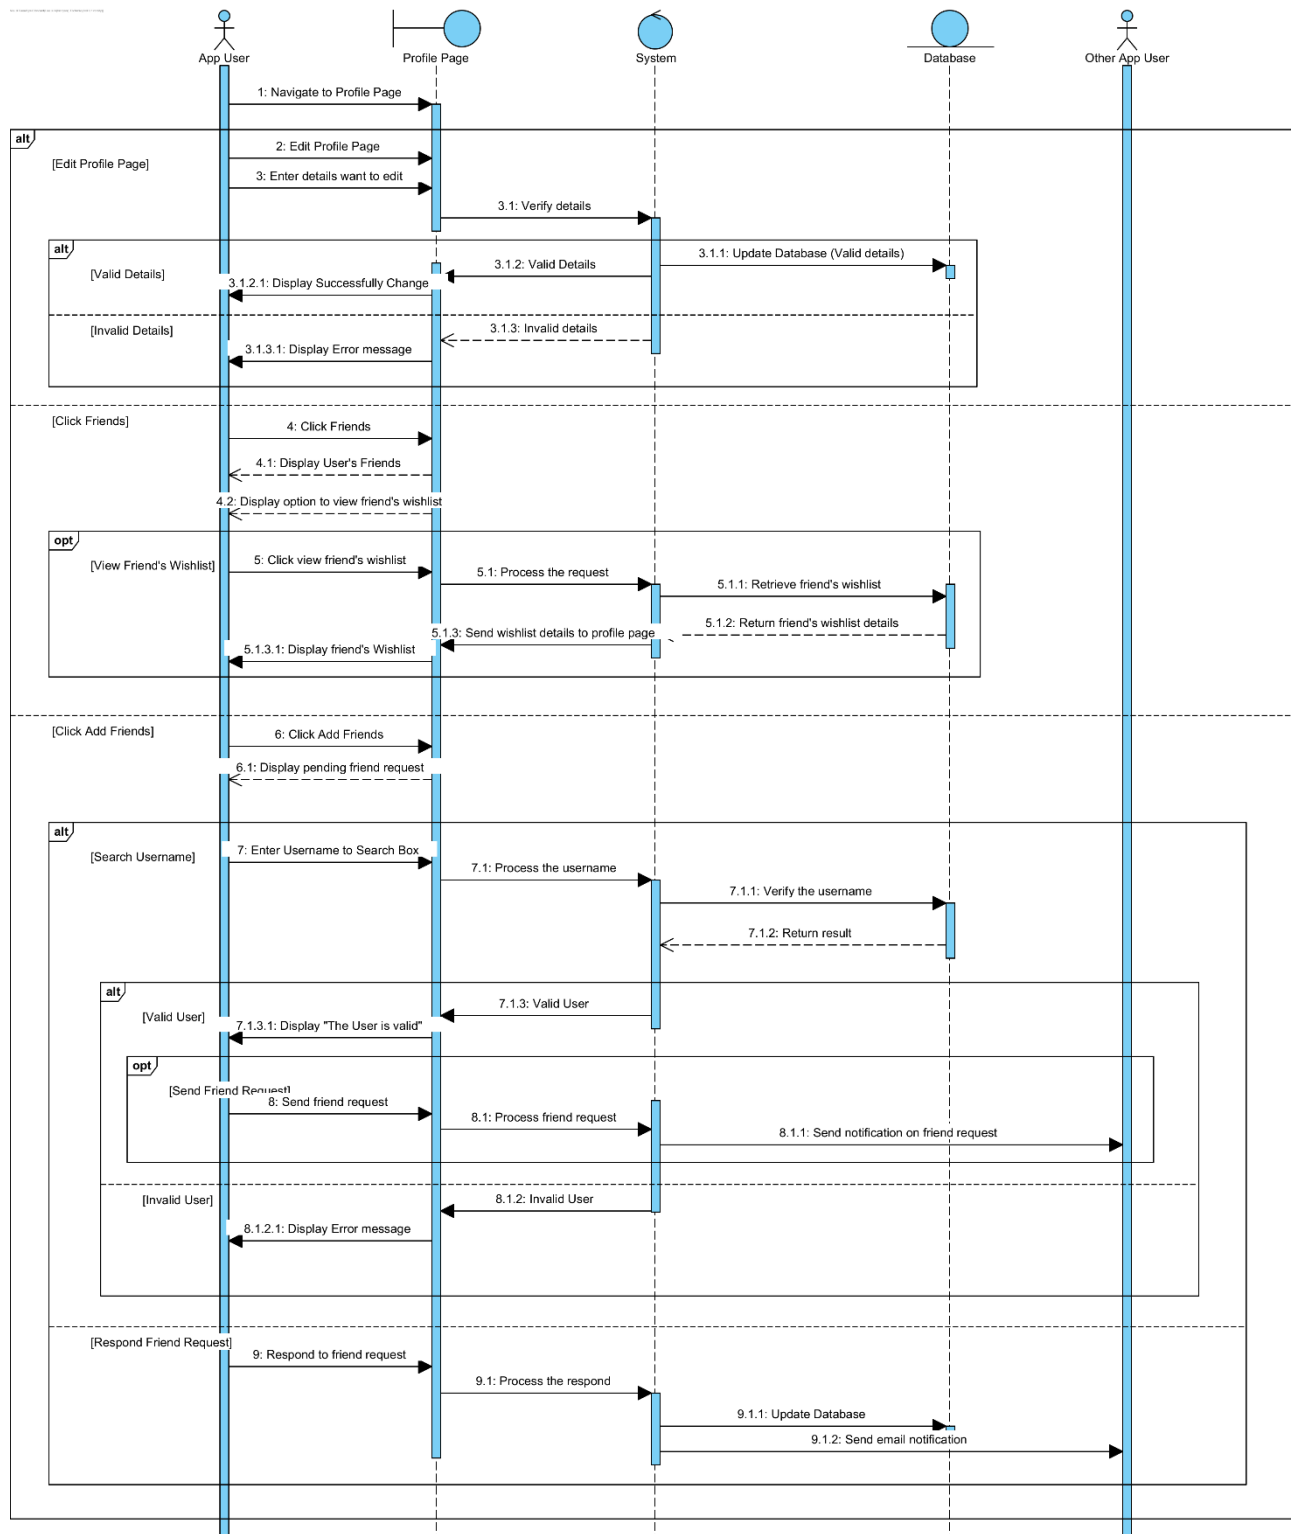 App User
Profile Page
System
Database
Other App User
1: Navigate to Profile Page
alt
[Edit Profile Page]
2: Edit Profile Page
3: Enter details want to edit
3.1: Verify details
alt
[Valid Details]
3.1.1: Update Database (Valid details)
3.1.2: Valid Details
3.1.2.1: Display Successfully Change
[Invalid Details]
3.1.3: Invalid details
3.1.3.1: Display Error message
[Click Friends]
4: Click Friends
4.1: Display User's Friends
4.2: Display option to view friend's wishlist
opt
[View Friend's Wishlist]
5: Click view friend's wishlist
5.1: Process the request
5.1.1: Retrieve friend's wishlist
5.1.2: Return friend's wishlist details
5.1.3: Send wishlist details to profile page
5.1.3.1: Display friend's Wishlist
[Click Add Friends]
6: Click Add Friends
6.1: Display pending friend request
alt
[Search Username]
7: Enter Username to Search Box
7.1: Process the username
7.1.1: Verify the username
7.1.2: Return result
alt
[Valid User]
7.1.3: Valid User
7.1.3.1: Display "The User is valid"
opt
[Send Friend Request]
8: Send friend request
8.1: Process friend request
8.1.1: Send notification on friend request
[Invalid User]
8.1.2: Invalid User
8.1.2.1: Display Error message
[Respond Friend Request]
9: Respond to friend request
9.1: Process the respond
9.1.1: Update Database
9.1.2: Send email notification